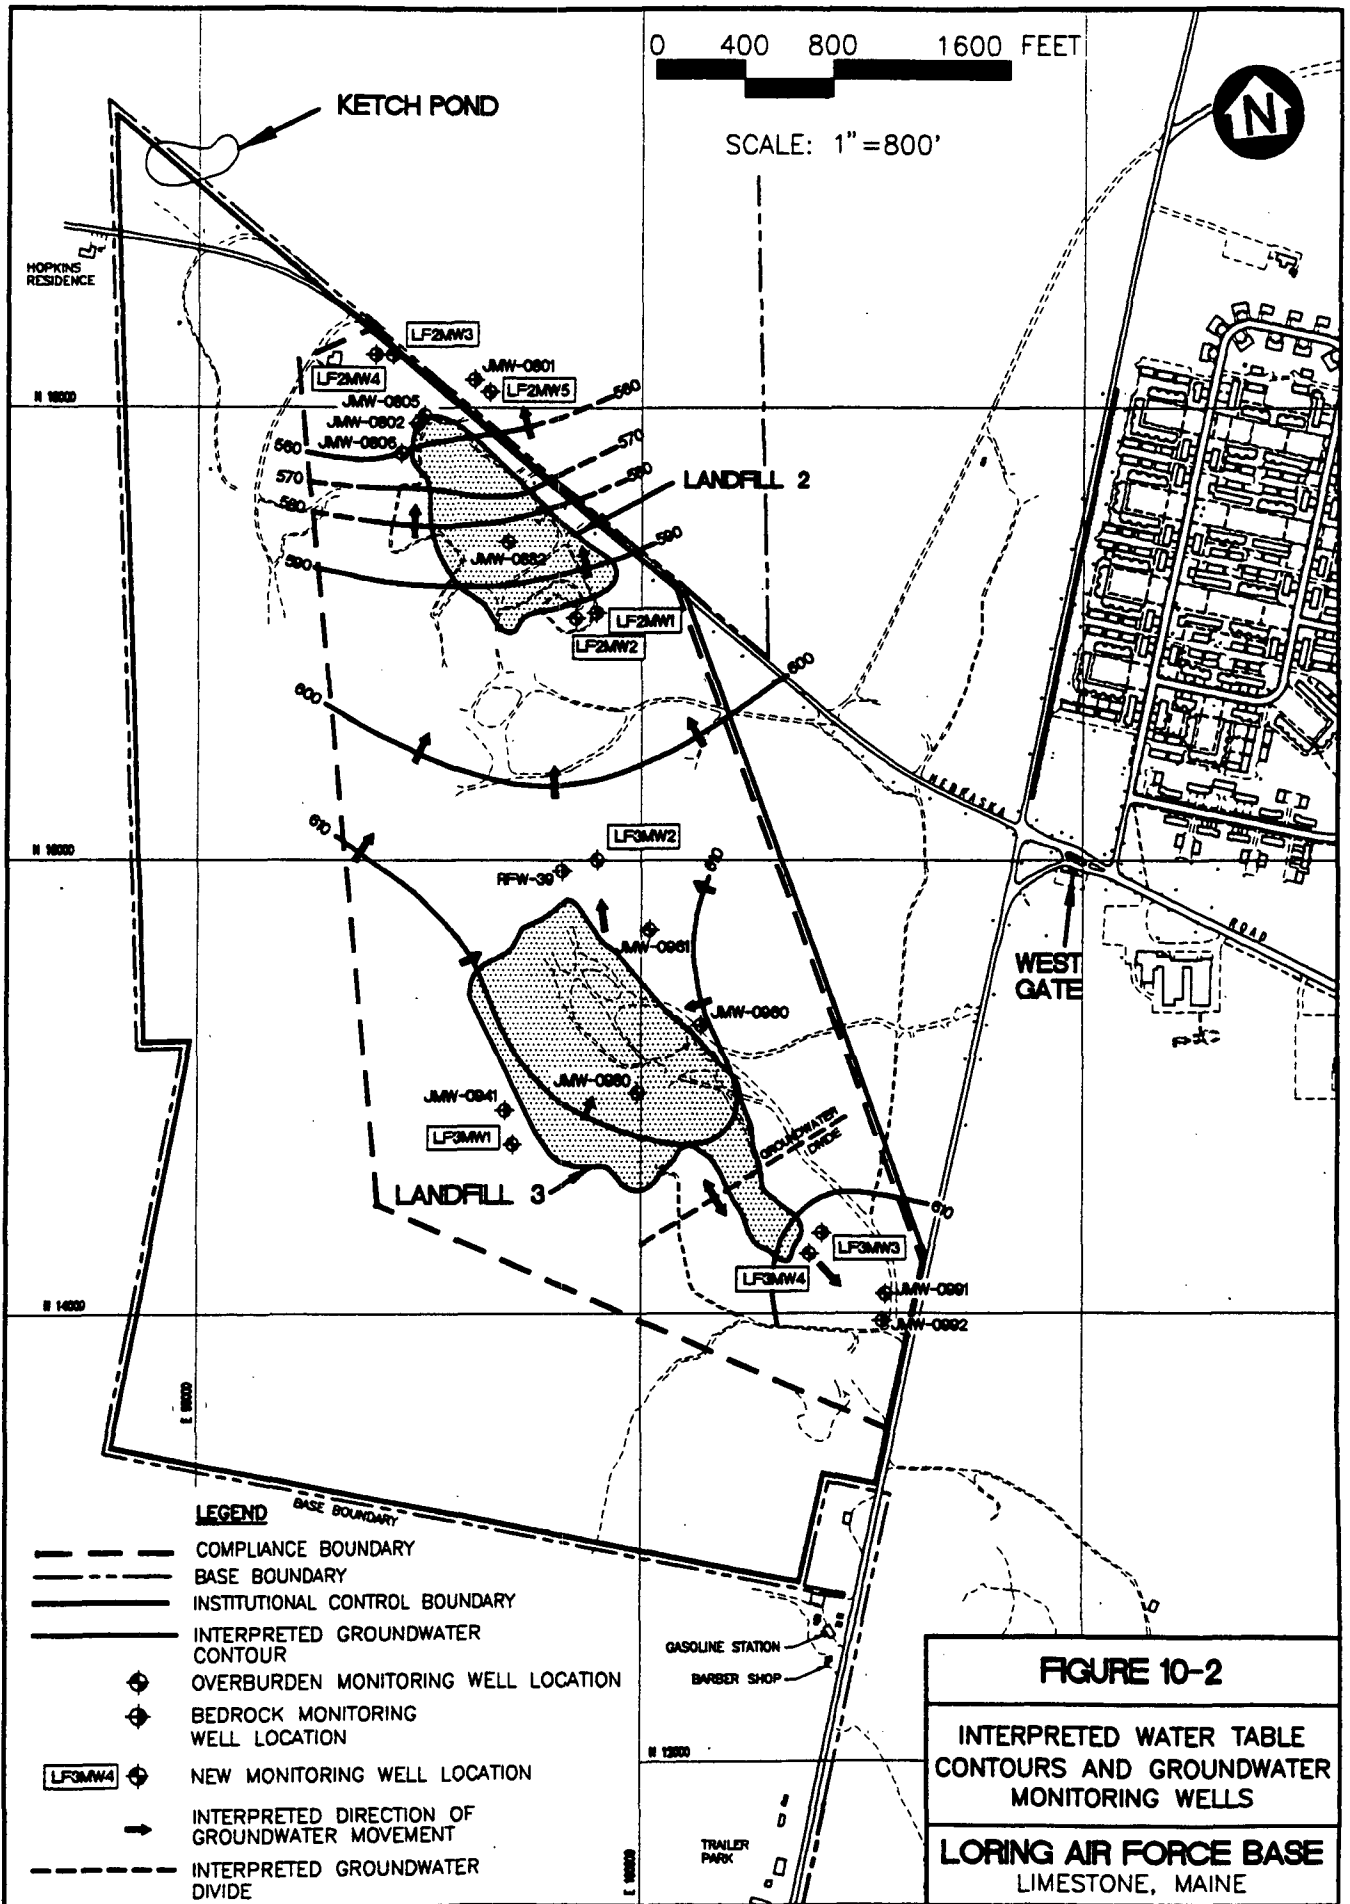 0 400 800 1600 FEET
SCALE: 1"=800'
N
KETCH POND
HOPKINS
RESIDENCE
LF2MW3
LF2MW4
JMW-0801
LF2MW5
JMW-0805
JMW-0802
JMW-0806
560
560
570
570
580
580
LANDFILL 2
590
590
LF2MW1
LF2MW2
600
600
NEBRASKA
ROAD
610
LF3MW2
RFW-39
610
JMW-0961
WEST
GATE
JMW-0960
JMW-0941
LF3MW1
GROUNDWATER
DIVIDE
LANDFILL 3
610
LF3MW3
LF3MW4
JMW-0991
JMW-0992
N 14000
BASE BOUNDARY
LEGEND
COMPLIANCE BOUNDARY
BASE BOUNDARY
INSTITUTIONAL CONTROL BOUNDARY
INTERPRETED GROUNDWATER
CONTOUR
OVERBURDEN MONITORING WELL LOCATION
BEDROCK MONITORING
WELL LOCATION
LF3MW4 NEW MONITORING WELL LOCATION
INTERPRETED DIRECTION OF
GROUNDWATER MOVEMENT
INTERPRETED GROUNDWATER
DIVIDE
GASOLINE STATION
BARBER SHOP
TRAILER
PARK
FIGURE 10-2
INTERPRETED WATER TABLE
CONTOURS AND GROUNDWATER
MONITORING WELLS
LORING AIR FORCE BASE
LIMESTONE, MAINE